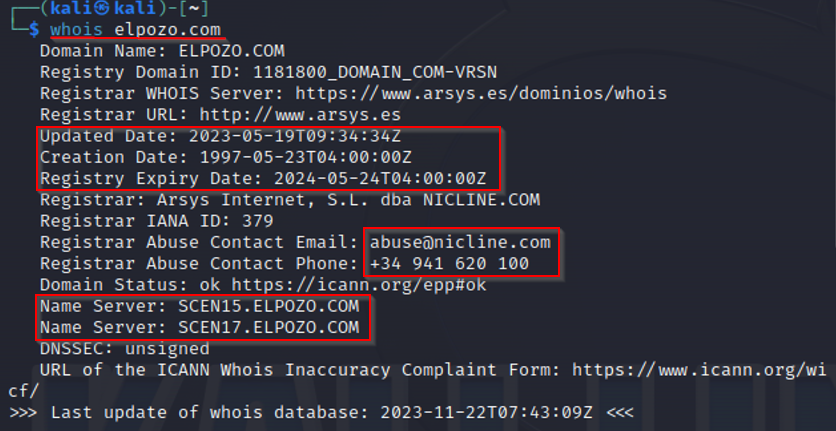 ┌──(kali㉿kali)-[~]
└─$ whois elpozo.com
Domain Name: ELPOZO.COM
Registry Domain ID: 1181800_DOMAIN_COM-VRSN
Registrar WHOIS Server: https://www.arsys.es/dominios/whois
Registrar URL: http://www.arsys.es
Updated Date: 2023-05-19T09:34:34Z
Creation Date: 1997-05-23T04:00:00Z
Registry Expiry Date: 2024-05-24T04:00:00Z
Registrar: Arsys Internet, S.L. dba NICLINE.COM
Registrar IANA ID: 379
Registrar Abuse Contact Email: abuse@nicline.com
Registrar Abuse Contact Phone: +34 941 620 100
Domain Status: ok https://icann.org/epp#ok
Name Server: SCEN15.ELPOZO.COM
Name Server: SCEN17.ELPOZO.COM
DNSSEC: unsigned
URL of the ICANN Whois Inaccuracy Complaint Form: https://www.icann.org/wi
cf/
>>> Last update of whois database: 2023-11-22T07:43:09Z <<<